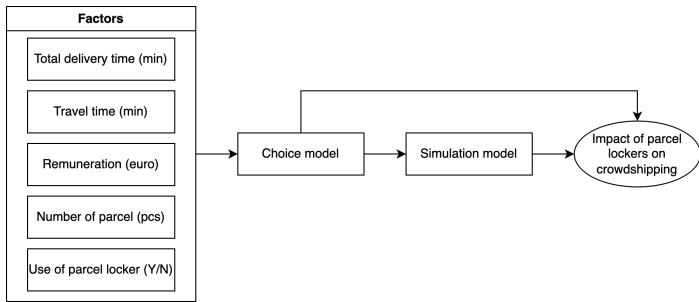 Factors
Total delivery time (min)
Travel time (min)
Remuneration (euro)
Number of parcel (pcs)
Use of parcel locker (Y/N)
Choice model
Simulation model
Impact of parcel
lockers on
crowdshipping